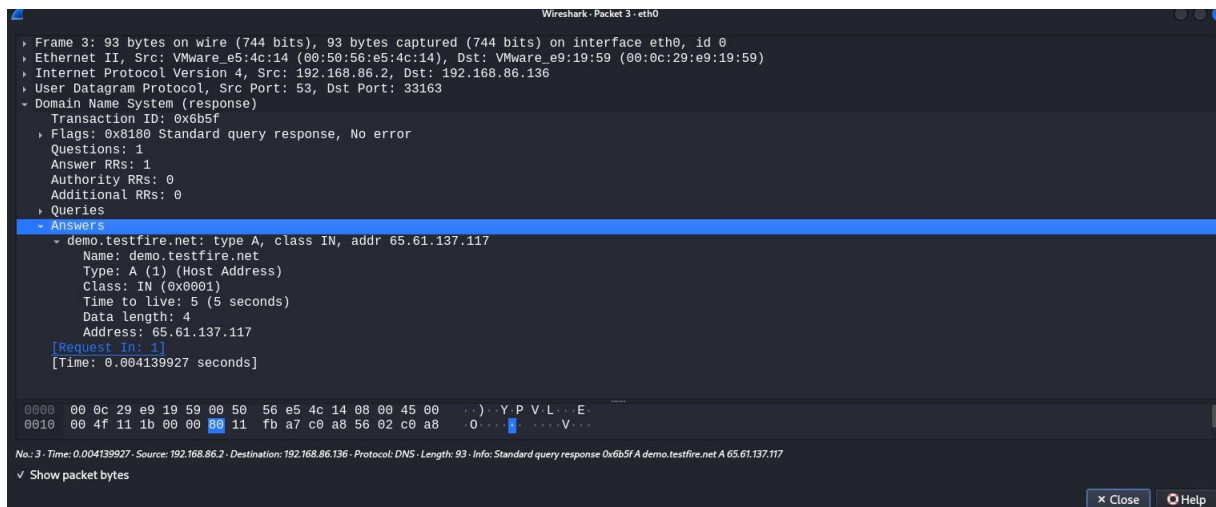 Wireshark · Packet 3 · eth0
Frame 3: 93 bytes on wire (744 bits), 93 bytes captured (744 bits) on interface eth0, id 0
Ethernet II, Src: VMware_e5:4c:14 (00:50:56:e5:4c:14), Dst: VMware_e9:19:59 (00:0c:29:e9:19:59)
Internet Protocol Version 4, Src: 192.168.86.2, Dst: 192.168.86.136
User Datagram Protocol, Src Port: 53, Dst Port: 33163
Domain Name System (response)
Transaction ID: 0x6b5f
Flags: 0x8180 Standard query response, No error
Questions: 1
Answer RRs: 1
Authority RRs: 0
Additional RRs: 0
Queries
Answers
demo.testfire.net: type A, class IN, addr 65.61.137.117
Name: demo.testfire.net
Type: A (1) (Host Address)
Class: IN (0x0001)
Time to live: 5 (5 seconds)
Data length: 4
Address: 65.61.137.117
[Request In: 1]
[Time: 0.004139927 seconds]
0000 00 0c 29 e9 19 59 00 50 56 e5 4c 14 08 00 45 00 ··)··Y·P V·L···E·
0010 00 4f 11 1b 00 00 80 11 fb a7 c0 a8 56 02 c0 a8 ·O······ ····V···
No.: 3 · Time: 0.004139927 · Source: 192.168.86.2 · Destination: 192.168.86.136 · Protocol: DNS · Length: 93 · Info: Standard query response 0x6b5f A demo.testfire.net A 65.61.137.117
Show packet bytes
Close Help